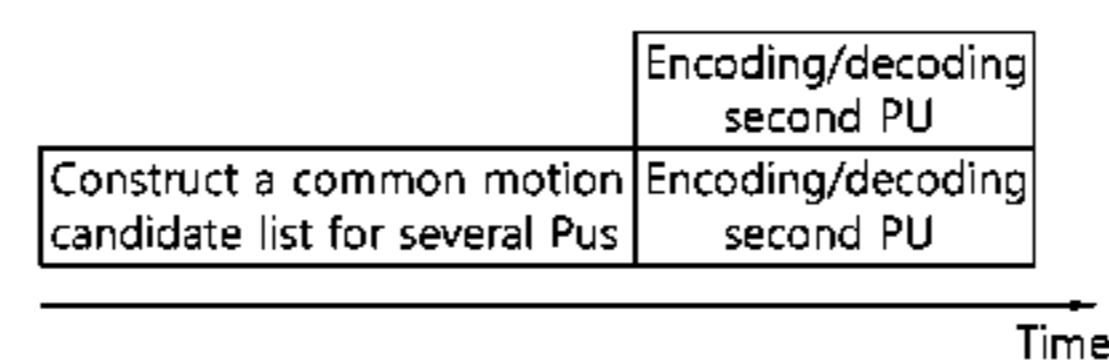 Encoding/decoding
second PU
Construct a common motion
candidate list for several Pus
Encoding/decoding
second PU
Time